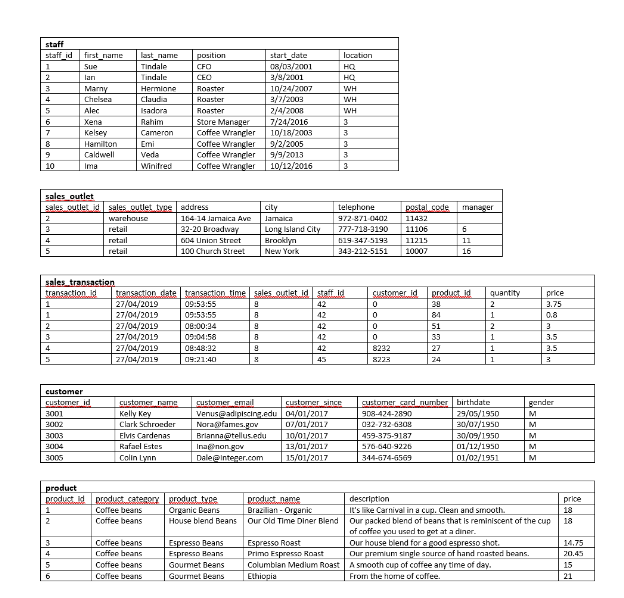 staff
staff_id first_name last_name position start_date location
1 Sue Tindale CFO 08/03/2001 HQ
2 Ian Tindale CEO 3/8/2001 HQ
3 Marny Hermione Roaster 10/24/2007 WH
4 Chelsea Claudia Roaster 3/7/2003 WH
5 Alec Isadora Roaster 2/4/2008 WH
6 Xena Rahim Store Manager 7/24/2016 3
7 Kelsey Cameron Coffee Wrangler 10/18/2003 3
8 Hamilton Emi Coffee Wrangler 9/2/2005 3
9 Caldwell Veda Coffee Wrangler 9/9/2013 3
10 Ima Winifred Coffee Wrangler 10/12/2016 3
sales_outlet
sales_outlet_id sales_outlet_type address city telephone postal_code manager
2 warehouse 164-14 Jamaica Ave Jamaica 972-871-0402 11432
3 retail 32-20 Broadway Long Island City 777-718-3190 11106 6
4 retail 604 Union Street Brooklyn 619-347-5193 11215 11
5 retail 100 Church Street New York 343-212-5151 10007 16
sales_transaction
transaction_id transaction_date transaction_time sales_outlet_id staff_id customer_id product_id quantity price
1 27/04/2019 09:53:55 8 42 0 38 2 3.75
1 27/04/2019 09:53:55 8 42 0 84 1 0.8
2 27/04/2019 08:00:34 8 42 0 51 2 3
3 27/04/2019 09:04:58 8 42 0 33 1 3.5
4 27/04/2019 08:48:32 8 42 8232 27 1 3.5
5 27/04/2019 09:21:40 8 45 8223 24 1 3
customer
customer_id customer_name customer_email customer_since customer_card_number birthdate gender
3001 Kelly Key Venus@adipiscing.edu 04/01/2017 908-424-2890 29/05/1950 M
3002 Clark Schroeder Nora@fames.gov 07/01/2017 032-732-6308 30/07/1950 M
3003 Elvis Cardenas Brianna@tellus.edu 10/01/2017 459-375-9187 30/09/1950 M
3004 Rafael Estes Ina@non.gov 13/01/2017 576-640-9226 01/12/1950 M
3005 Colin Lynn Dale@integer.com 15/01/2017 344-674-6569 01/02/1951 M
product
product_id product_category product_type product_name description price
1 Coffee beans Organic Beans Brazilian - Organic It's like Carnival in a cup. Clean and smooth. 18
2 Coffee beans House blend Beans Our Old Time Diner Blend Our packed blend of beans that is reminiscent of the cup 18
of coffee you used to get at a diner.
3 Coffee beans Espresso Beans Espresso Roast Our house blend for a good espresso shot. 14.75
4 Coffee beans Espresso Beans Primo Espresso Roast Our premium single source of hand roasted beans. 20.45
5 Coffee beans Gourmet Beans Columbian Medium Roast A smooth cup of coffee any time of day. 15
6 Coffee beans Gourmet Beans Ethiopia From the home of coffee. 21